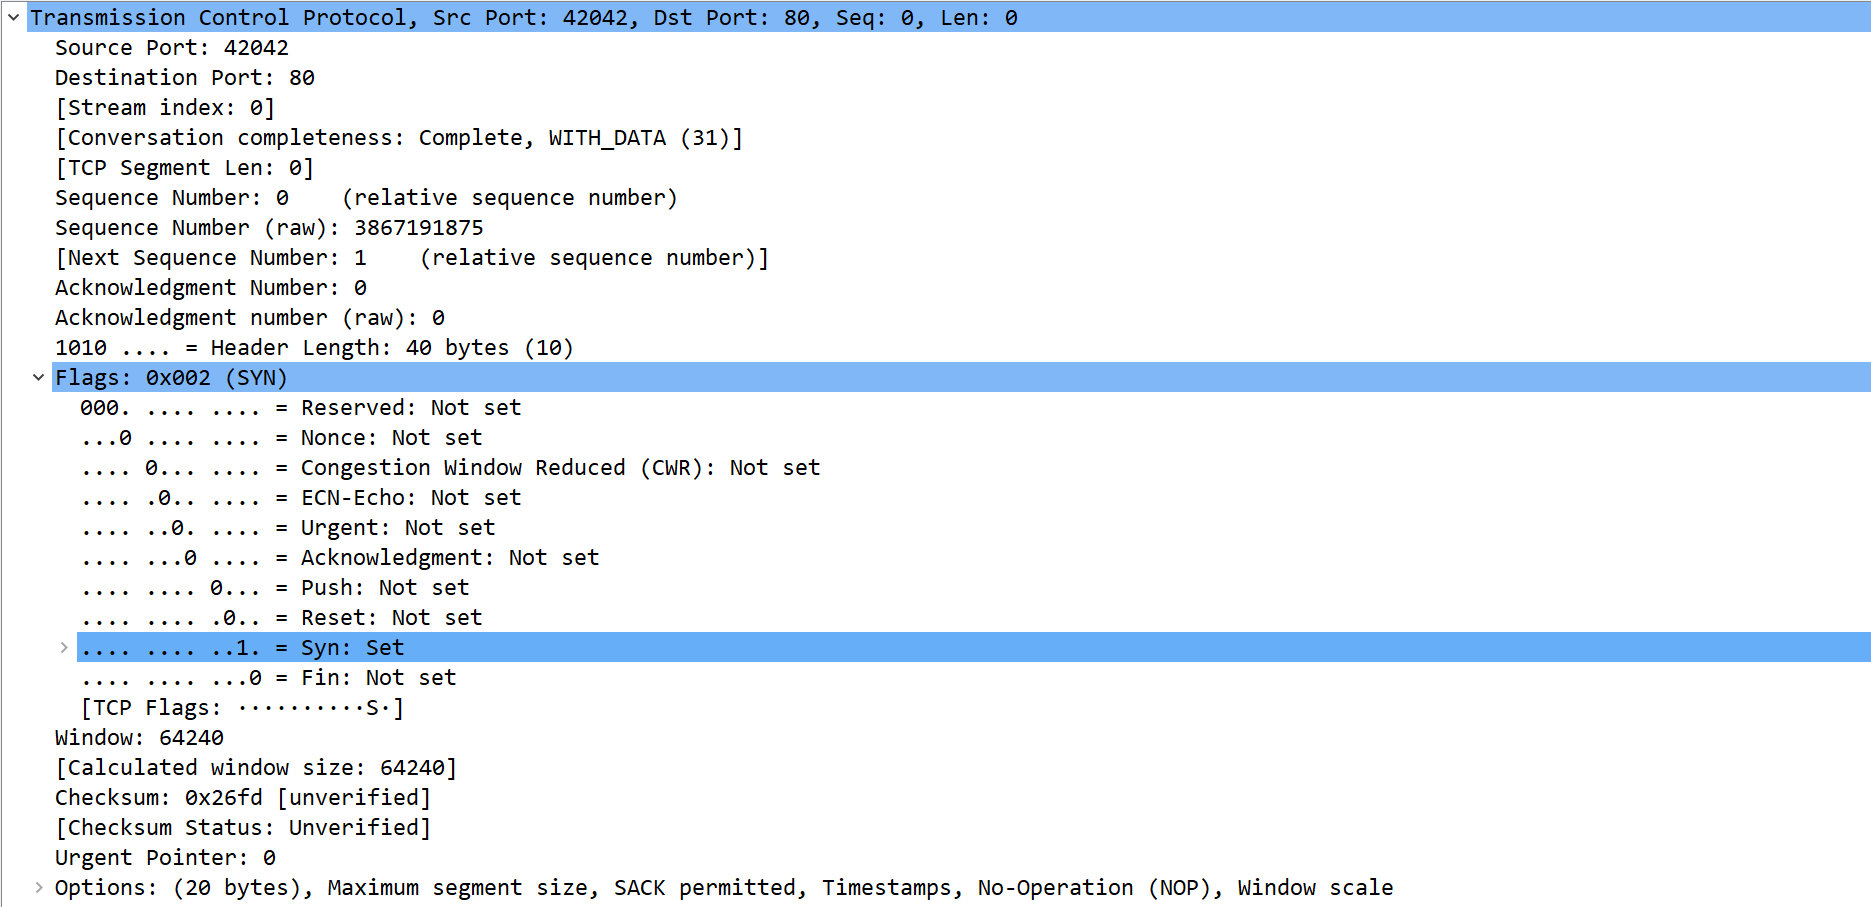 Transmission Control Protocol, Src Port: 42042, Dst Port: 80, Seq: 0, Len: 0
Source Port: 42042
Destination Port: 80
[Stream index: 0]
[Conversation completeness: Complete, WITH_DATA (31)]
[TCP Segment Len: 0]
Sequence Number: 0    (relative sequence number)
Sequence Number (raw): 3867191875
[Next Sequence Number: 1    (relative sequence number)]
Acknowledgment Number: 0
Acknowledgment number (raw): 0
1010 .... = Header Length: 40 bytes (10)
Flags: 0x002 (SYN)
000. .... .... = Reserved: Not set
...0 .... .... = Nonce: Not set
.... 0... .... = Congestion Window Reduced (CWR): Not set
.... .0.. .... = ECN-Echo: Not set
.... ..0. .... = Urgent: Not set
.... ...0 .... = Acknowledgment: Not set
.... .... 0... = Push: Not set
.... .... .0.. = Reset: Not set
.... .... ..1. = Syn: Set
.... .... ...0 = Fin: Not set
[TCP Flags: ··········S·]
Window: 64240
[Calculated window size: 64240]
Checksum: 0x26fd [unverified]
[Checksum Status: Unverified]
Urgent Pointer: 0
Options: (20 bytes), Maximum segment size, SACK permitted, Timestamps, No-Operation (NOP), Window scale